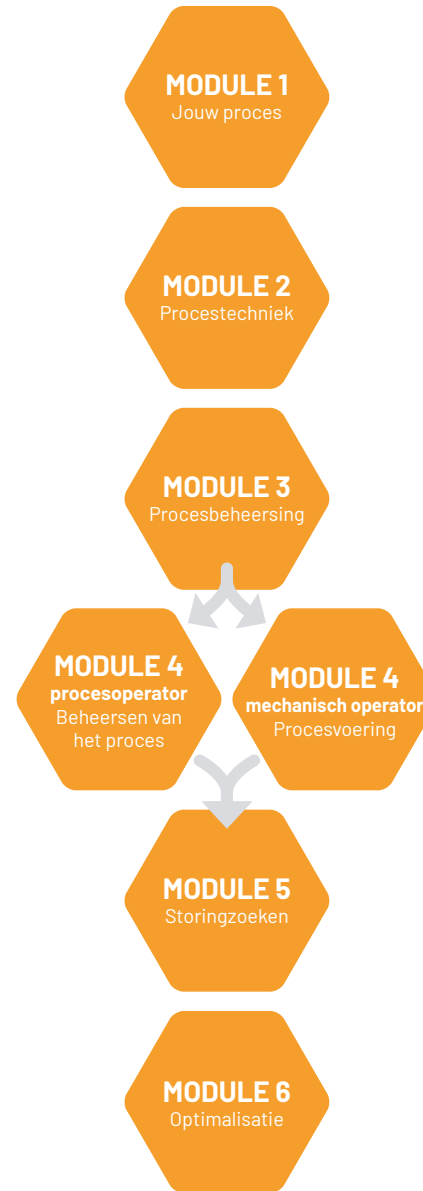 MODULE 1
Jouw proces
MODULE 2
Procestechniek
MODULE 3
Procesbeheersing
MODULE 4
procesoperator
Beheersen van
het proces
MODULE 4
mechanisch operator
Procesvoering
MODULE 5
Storingzoeken
MODULE 6
Optimalisatie